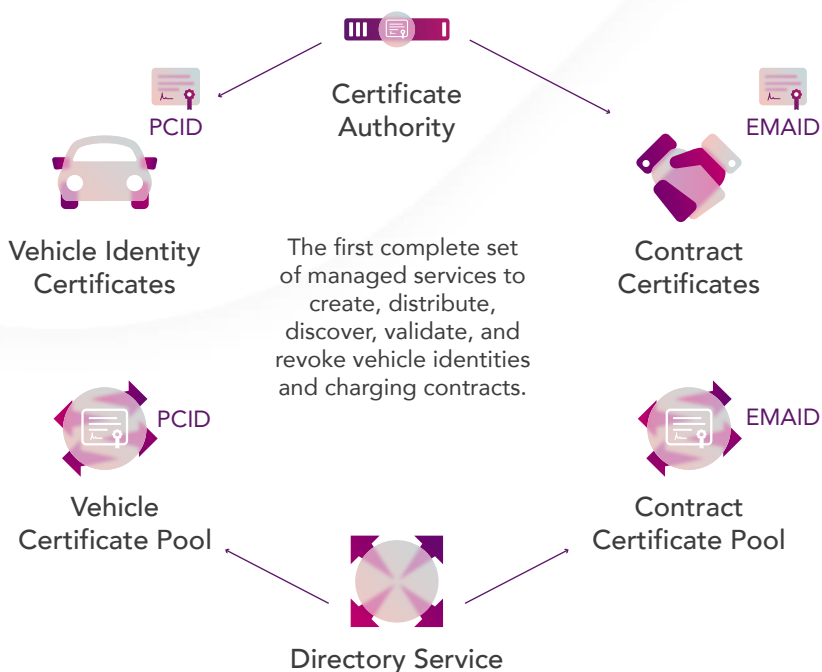 PCID
Certificate
Authority
EMAID
Vehicle Identity
Certificates
The first complete set
of managed services to
create, distribute,
discover, validate, and
revoke vehicle identities
and charging contracts.
Contract
Certificates
PCID
Vehicle
Certificate Pool
EMAID
Contract
Certificate Pool
Directory Service